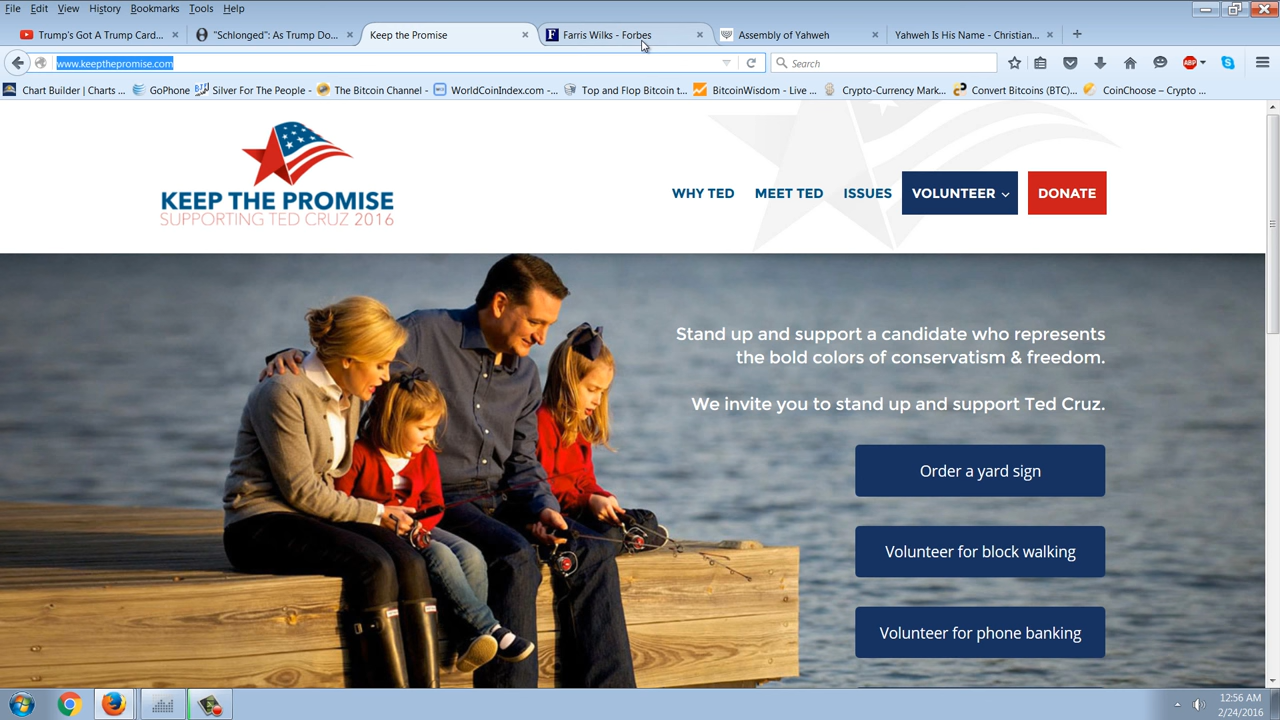 File Edit View History Bookmarks Tools Help
Trump's Got A Trump Card...
"Schlonged": As Trump Do...
Keep the Promise
Farris Wilks - Forbes
Assembly of Yahweh
Yahweh Is His Name - Christian...
www.keepthepromise.com
Search
ABP
Chart Builder | Charts ...
GoPhone
Silver For The People -
The Bitcoin Channel -
WorldCoinIndex.com -...
Top and Flop Bitcoin t...
BitcoinWisdom - Live ...
Crypto-Currency Mark...
Convert Bitcoins (BTC)...
CoinChoose – Crypto ...
KEEP THE PROMISE
SUPPORTING TED CRUZ 2016
WHY TED MEET TED ISSUES VOLUNTEER DONATE
Stand up and support a candidate who represents
the bold colors of conservatism & freedom.
We invite you to stand up and support Ted Cruz.
Order a yard sign
Volunteer for block walking
Volunteer for phone banking
12:56 AM
2/24/2016